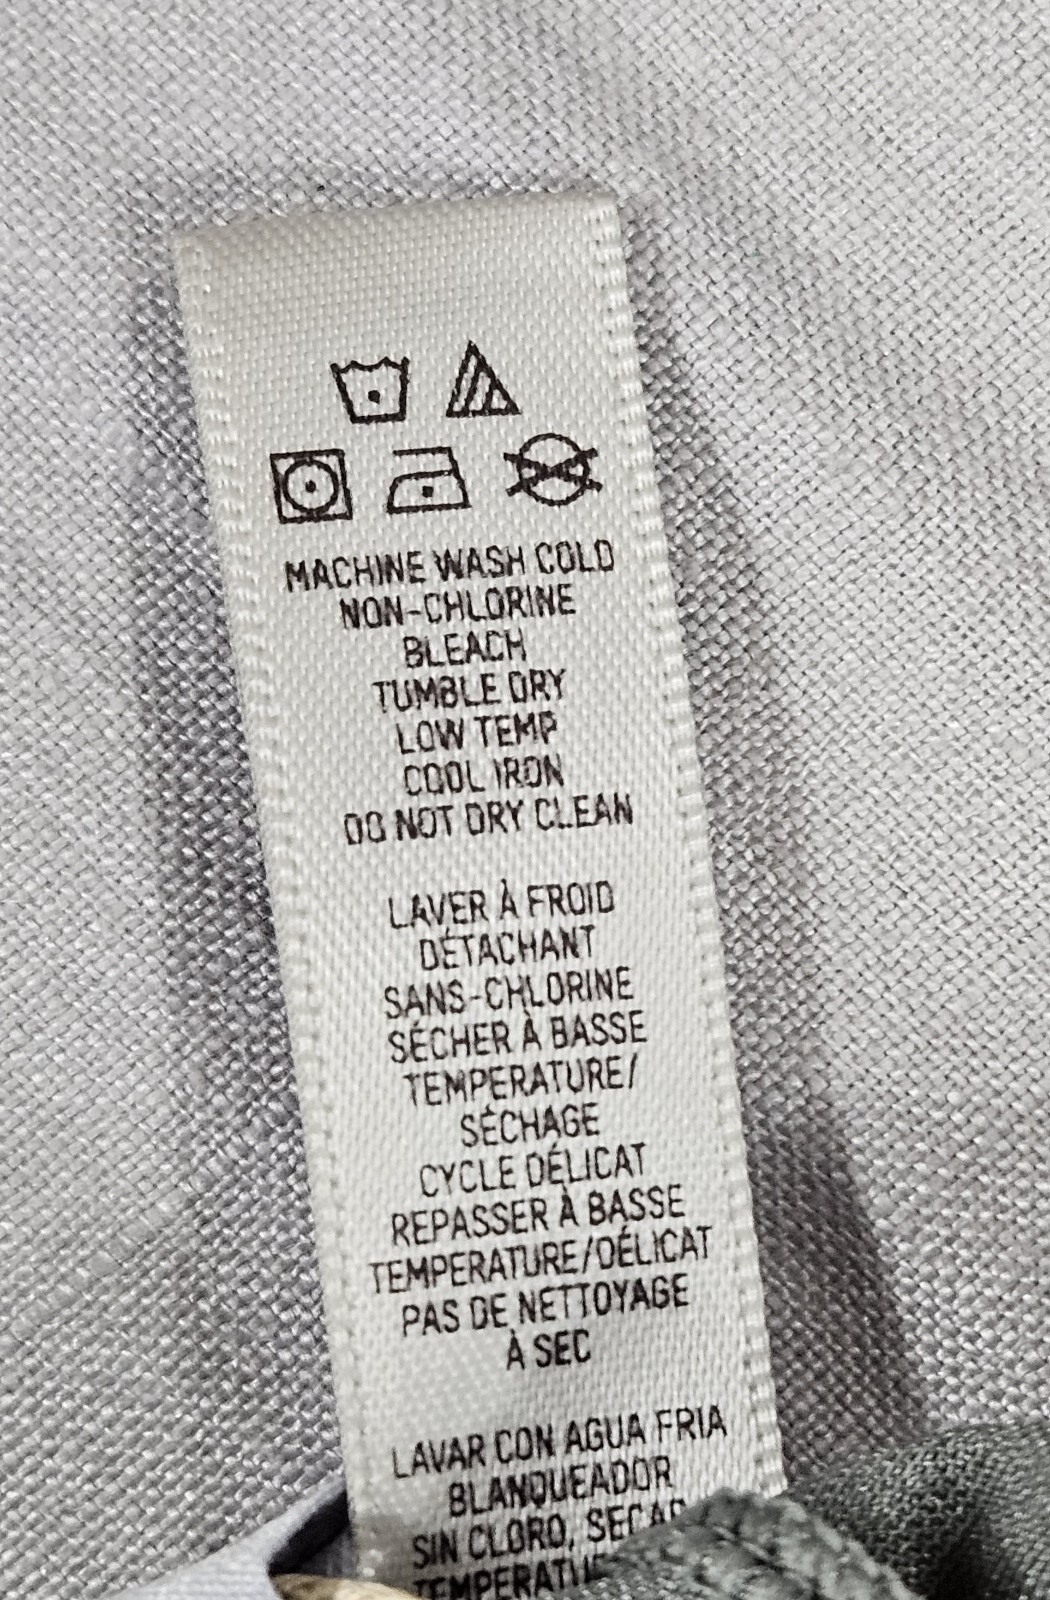 MACHINE WASH COLD
NON-CHLORINE
BLEACH
TUMBLE DRY
LOW TEMP
COOL IRON
DO NOT DRY CLEAN
LAVER À FROID
DÉTACHANT
SANS-CHLORINE
SÉCHER À BASSE
TEMPERATURE/
SÉCHAGE
CYCLE DÉLICAT
REPASSER À BASSE
TEMPERATURE/DÉLICAT
PAS DE NETTOYAGE
À SEC
LAVAR CON AGUA FRIA
BLANQUEADOR
SIN CLORO,